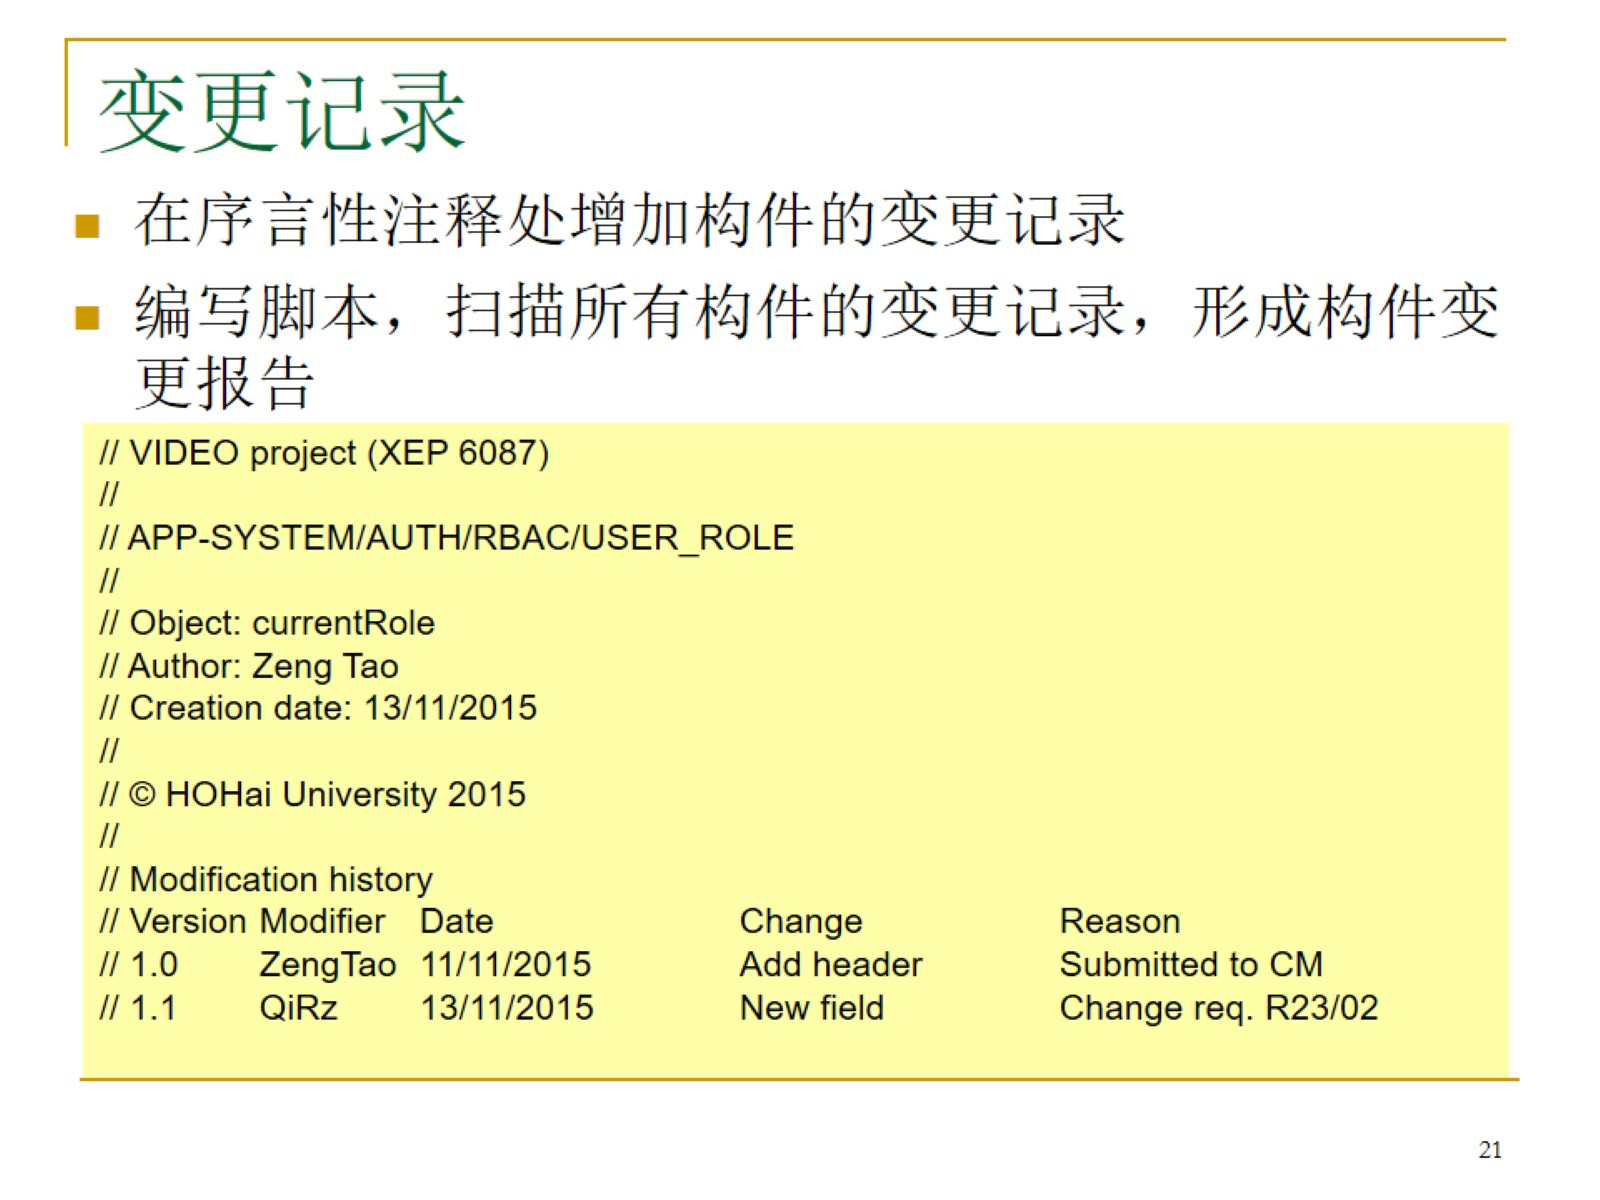 变更记录
在序言性注释处增加构件的变更记录
编写脚本，扫描所有构件的变更记录，形成构件变
更报告
// VIDEO project (XEP 6087)
//
// APP-SYSTEM/AUTH/RBAC/USER_ROLE
//
// Object: currentRole
// Author: Zeng Tao
// Creation date: 13/11/2015
//
// © HOHai University 2015
//
// Modification history
// Version Modifier Date Change Reason
// 1.0 ZengTao 11/11/2015 Add header Submitted to CM
// 1.1 QiRz 13/11/2015 New field Change req. R23/02
21